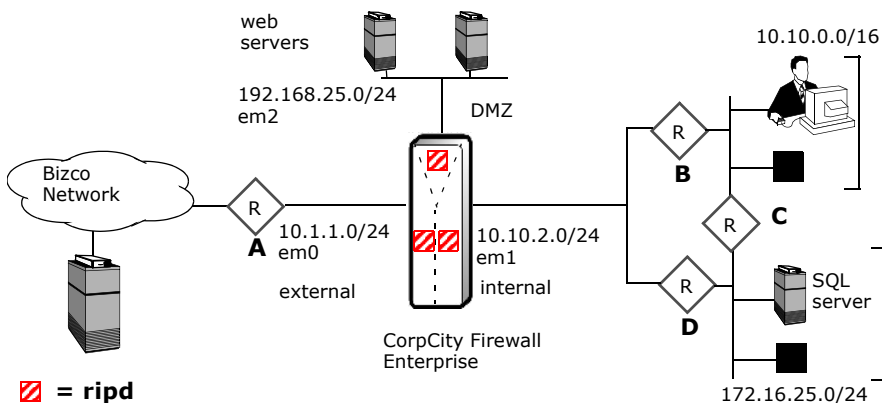 web
servers
10.10.0.0/16
192.168.25.0/24
em2
DMZ
Bizco
Network
R
A
10.1.1.0/24
em0
external
10.10.2.0/24
em1
internal
R
B
R
C
R
D
SQL
server
CorpCity Firewall
Enterprise
172.16.25.0/24
= ripd